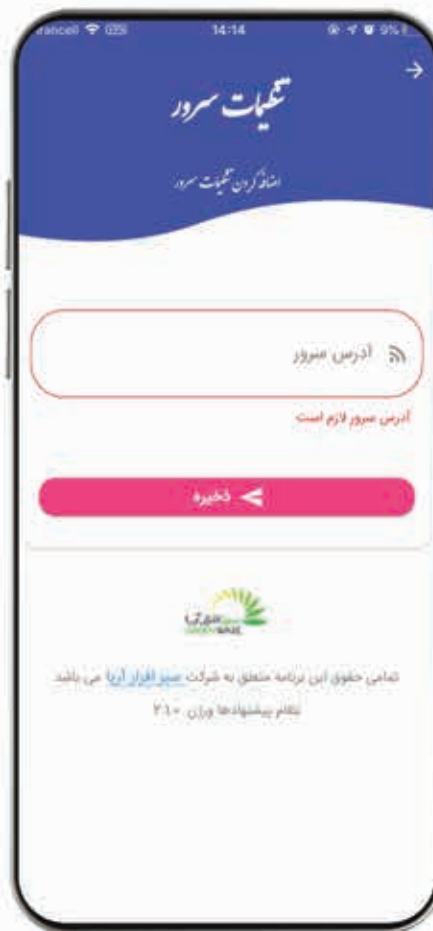 14:14
9%
تنظیمات سرور
اضافه کردن تنظیمات سرور
آدرس سرور
آدرس سرور لازم است
ذخیره
تمامی حقوق این برنامه متعلق به شرکت سبز افزار آریا می باشد
نظام پیشنهادها ورژن ۲.۱.۰